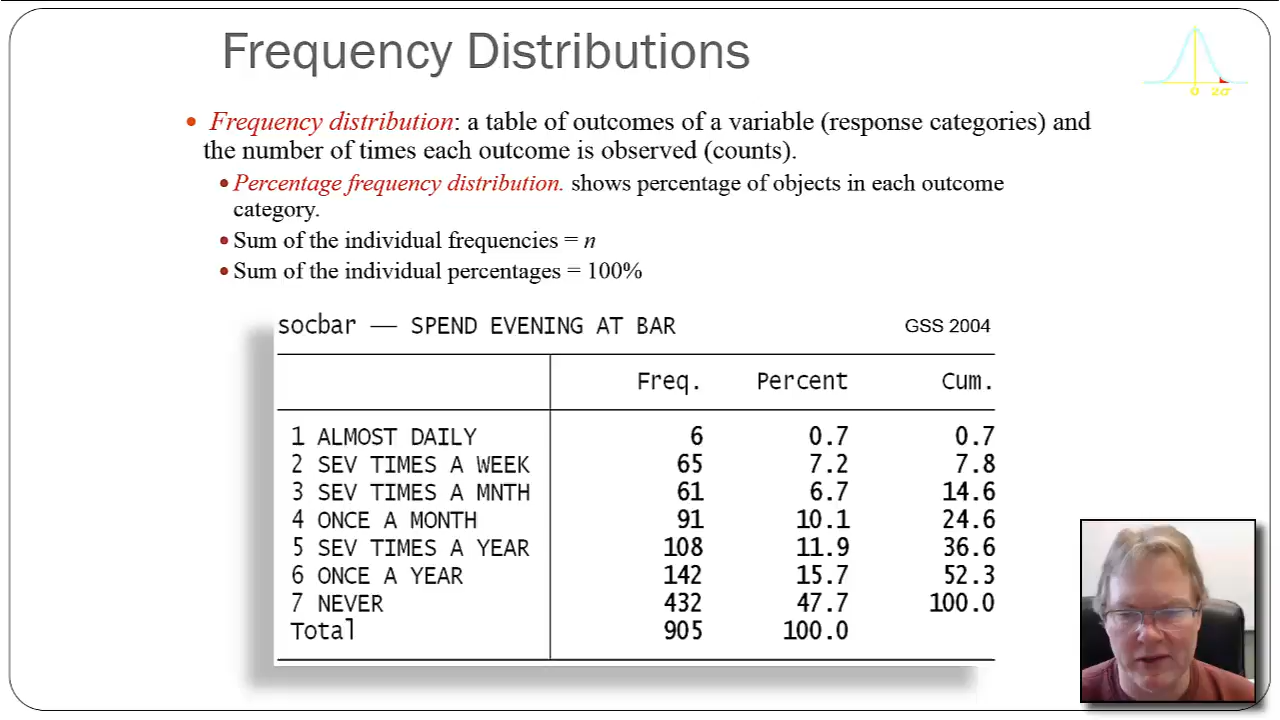 Frequency Distributions
0 2σ
• Frequency distribution: a table of outcomes of a variable (response categories) and
the number of times each outcome is observed (counts).
• Percentage frequency distribution. shows percentage of objects in each outcome
category.
• Sum of the individual frequencies = n
• Sum of the individual percentages = 100%
socbar — SPEND EVENING AT BAR GSS 2004
Freq. Percent Cum.
1 ALMOST DAILY 6 0.7 0.7
2 SEV TIMES A WEEK 65 7.2 7.8
3 SEV TIMES A MNTH 61 6.7 14.6
4 ONCE A MONTH 91 10.1 24.6
5 SEV TIMES A YEAR 108 11.9 36.6
6 ONCE A YEAR 142 15.7 52.3
7 NEVER 432 47.7 100.0
Total 905 100.0